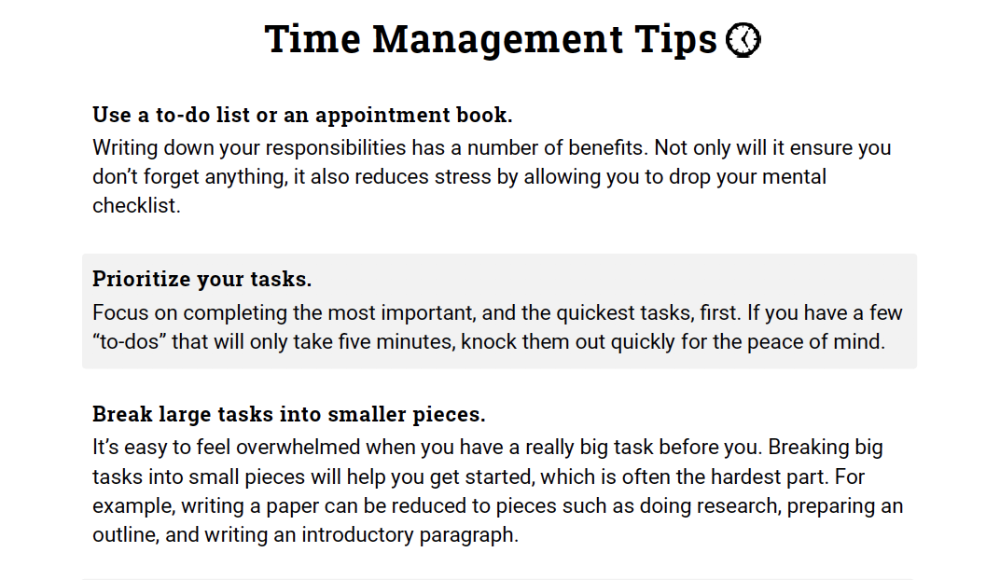 Time Management Tips
Use a to-do list or an appointment book.
Writing down your responsibilities has a number of benefits. Not only will it ensure you
don’t forget anything, it also reduces stress by allowing you to drop your mental
checklist.
Prioritize your tasks.
Focus on completing the most important, and the quickest tasks, first. If you have a few
“to-dos” that will only take five minutes, knock them out quickly for the peace of mind.
Break large tasks into smaller pieces.
It’s easy to feel overwhelmed when you have a really big task before you. Breaking big
tasks into small pieces will help you get started, which is often the hardest part. For
example, writing a paper can be reduced to pieces such as doing research, preparing an
outline, and writing an introductory paragraph.